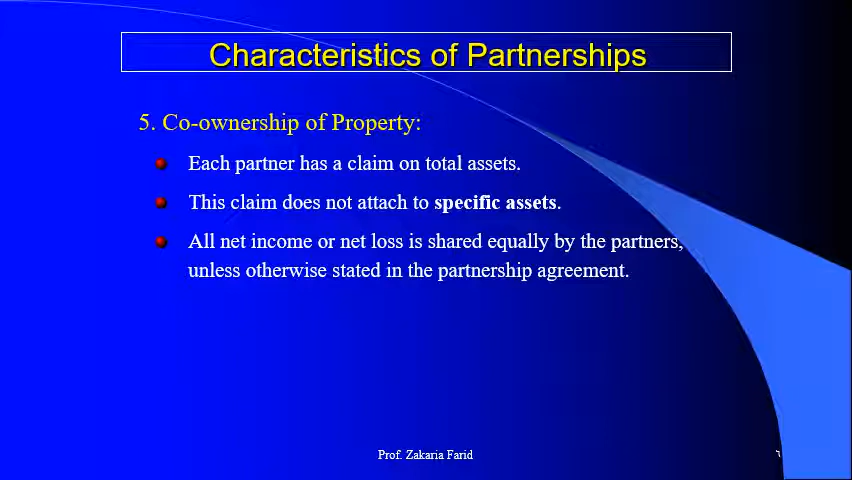 Characteristics of Partnerships
5. Co-ownership of Property:
Each partner has a claim on total assets.
This claim does not attach to specific assets.
All net income or net loss is shared equally by the partners,
unless otherwise stated in the partnership agreement.
Prof. Zakaria Farid
٦